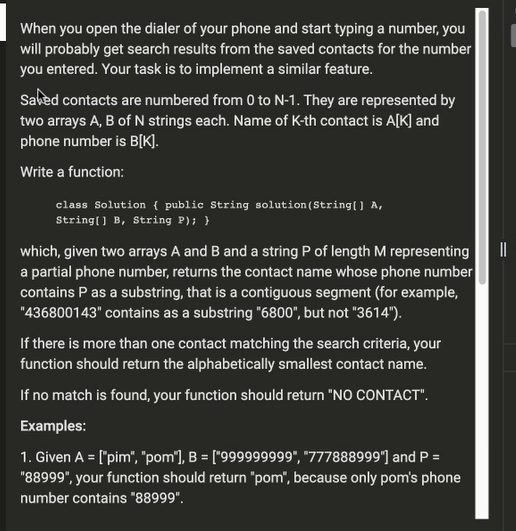 When you open the dialer of your phone and start typing a number, you
will probably get search results from the saved contacts for the number
you entered. Your task is to implement a similar feature.
Saved contacts are numbered from 0 to N-1. They are represented by
two arrays A, B of N strings each. Name of K-th contact is A[K] and
phone number is B[K].
Write a function:
class Solution { public String solution(String[] A,
String[] B, String P); }
which, given two arrays A and B and a string P of length M representing
a partial phone number, returns the contact name whose phone number
contains P as a substring, that is a contiguous segment (for example,
"436800143" contains as a substring "6800", but not "3614").
If there is more than one contact matching the search criteria, your
function should return the alphabetically smallest contact name.
If no match is found, your function should return "NO CONTACT".
Examples:
1. Given A = ["pim", "pom"], B = ["999999999", "777888999"] and P =
"88999", your function should return "pom", because only pom's phone
number contains "88999".